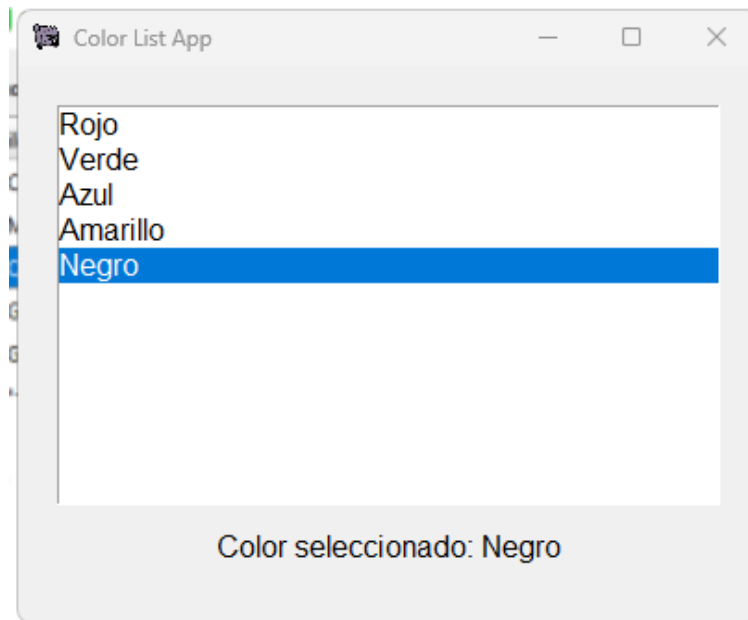 Color List App
Rojo
Verde
Azul
Amarillo
Negro
Color seleccionado: Negro